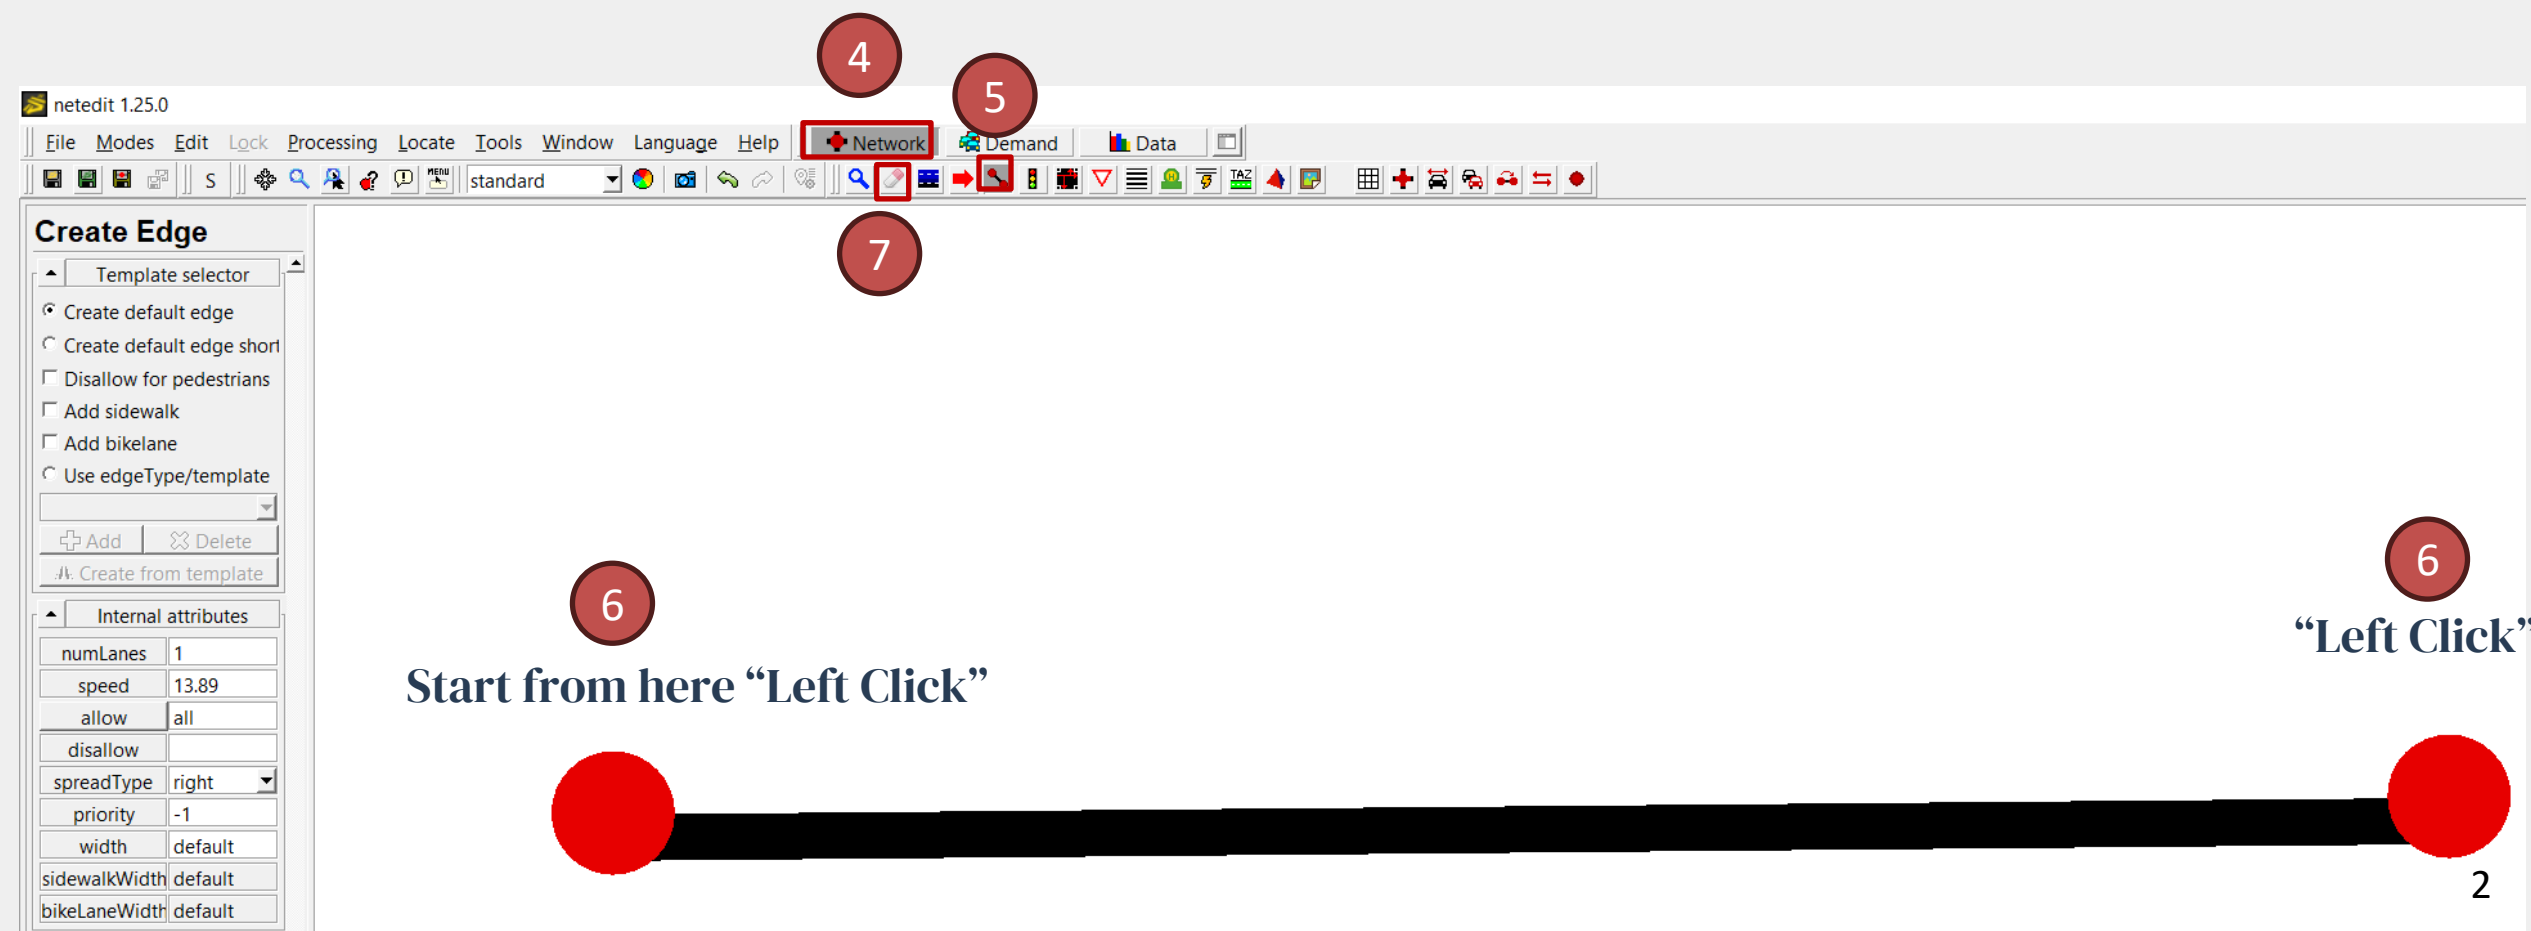 4
5
netedit 1.25.0
File Modes Edit Lock Processing Locate Tools Window Language Help Network Demand Data
S MENU standard H TAZ
7
Create Edge
Template selector
Create default edge
Create default edge short
Disallow for pedestrians
Add sidewalk
Add bikelane
Use edgeType/template
Add Delete
Create from template
Internal attributes
numLanes 1
speed 13.89
allow all
disallow
spreadType right
priority -1
width default
sidewalkWidth default
bikeLaneWidth default
6
Start from here “Left Click”
6
“Left Click”
2